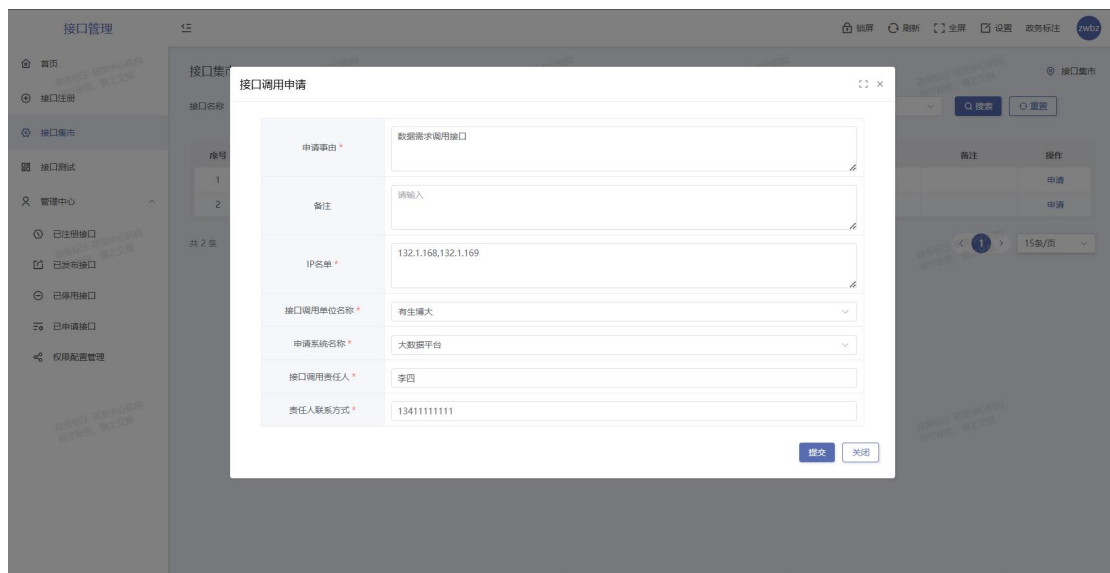 接口管理
锁屏 刷新 全屏 设置 政务标注 zwbz
首页
接口注册
接口集市
接口测试
管理中心
已注册接口
已发布接口
已停用接口
已申请接口
权限配置管理
接口集市
接口集市
接口名称
搜索 重置
序号 备注 操作
1 申请
2 申请
共 2 条
1 15条/页
接口调用申请
申请事由 * 数据需求调用接口
备注 请输入
IP名单 * 132.1.168,132.1.169
接口调用单位名称 * 有生博大
申请系统名称 * 大数据平台
接口调用责任人 * 李四
责任人联系方式 * 13411111111
提交 关闭